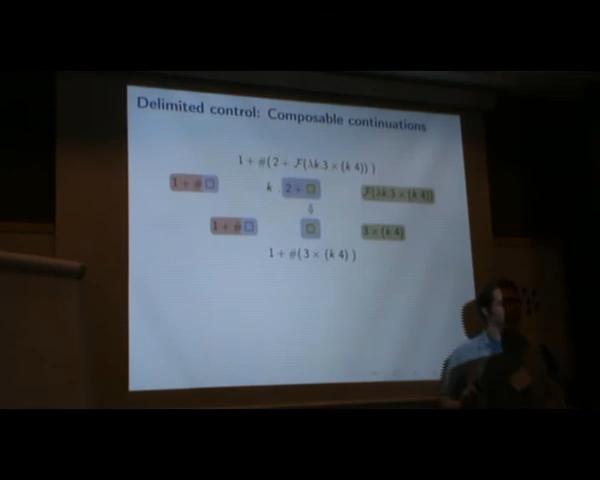 Delimited control: Composable continuations
1 + #(2 + F(λk.3 × (k 4)) )
1 + # □ k : 2 + □ F(λk.3 × (k 4))
⇓
1 + # □ □ 3 × (k 4)
1 + #(3 × (k 4) )